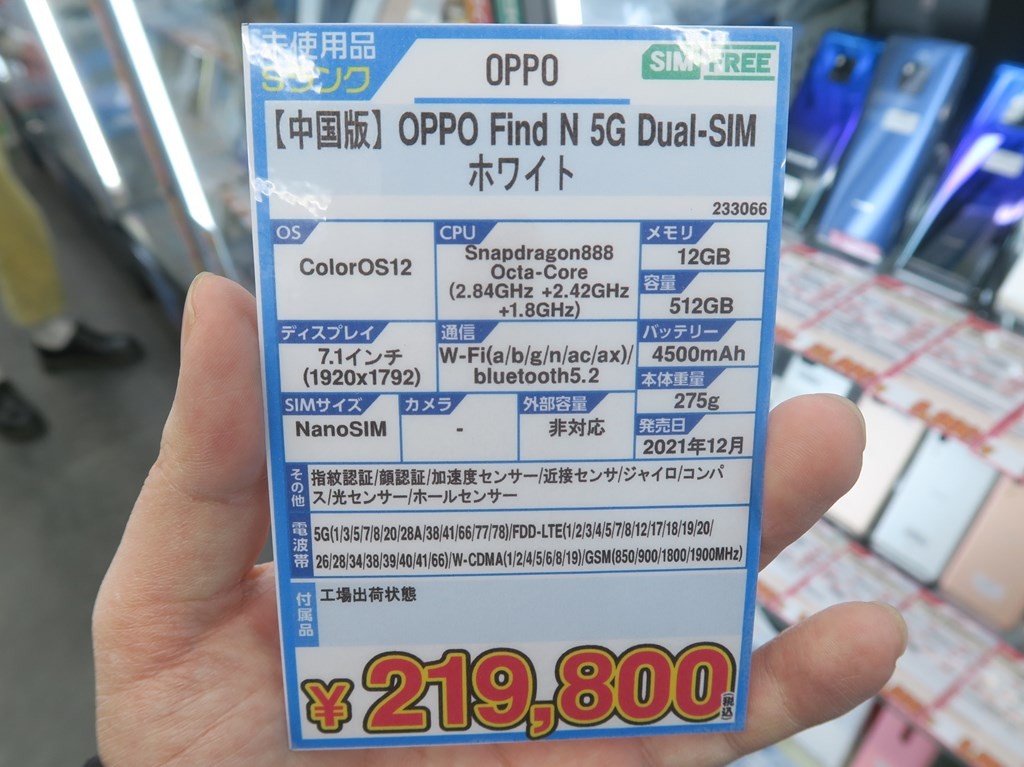 未使用品
Sランク
OPPO
SIM FREE
【中国版】OPPO Find N 5G Dual-SIM
ホワイト
233066
OS
ColorOS12
CPU
Snapdragon888
Octa-Core
(2.84GHz +2.42GHz
+1.8GHz)
メモリ
12GB
容量
512GB
ディスプレイ
7.1インチ
(1920x1792)
通信
W-Fi(a/b/g/n/ac/ax)/
bluetooth5.2
バッテリー
4500mAh
本体重量
275g
SIMサイズ
NanoSIM
カメラ
-
外部容量
非対応
発売日
2021年12月
その他
指紋認証/顔認証/加速度センサー/近接センサ/ジャイロ/コンパ
ス/光センサー/ホールセンサー
電波帯
5G(1/3/5/7/8/20/28A/38/41/66/77/78)/FDD-LTE(1/2/3/4/5/7/8/12/17/18/19/20/
26/28/34/38/39/40/41/66)/W-CDMA(1/2/4/5/6/8/19)/GSM(850/900/1800/1900MHz)
付属品
工場出荷状態
¥219,800(税込)